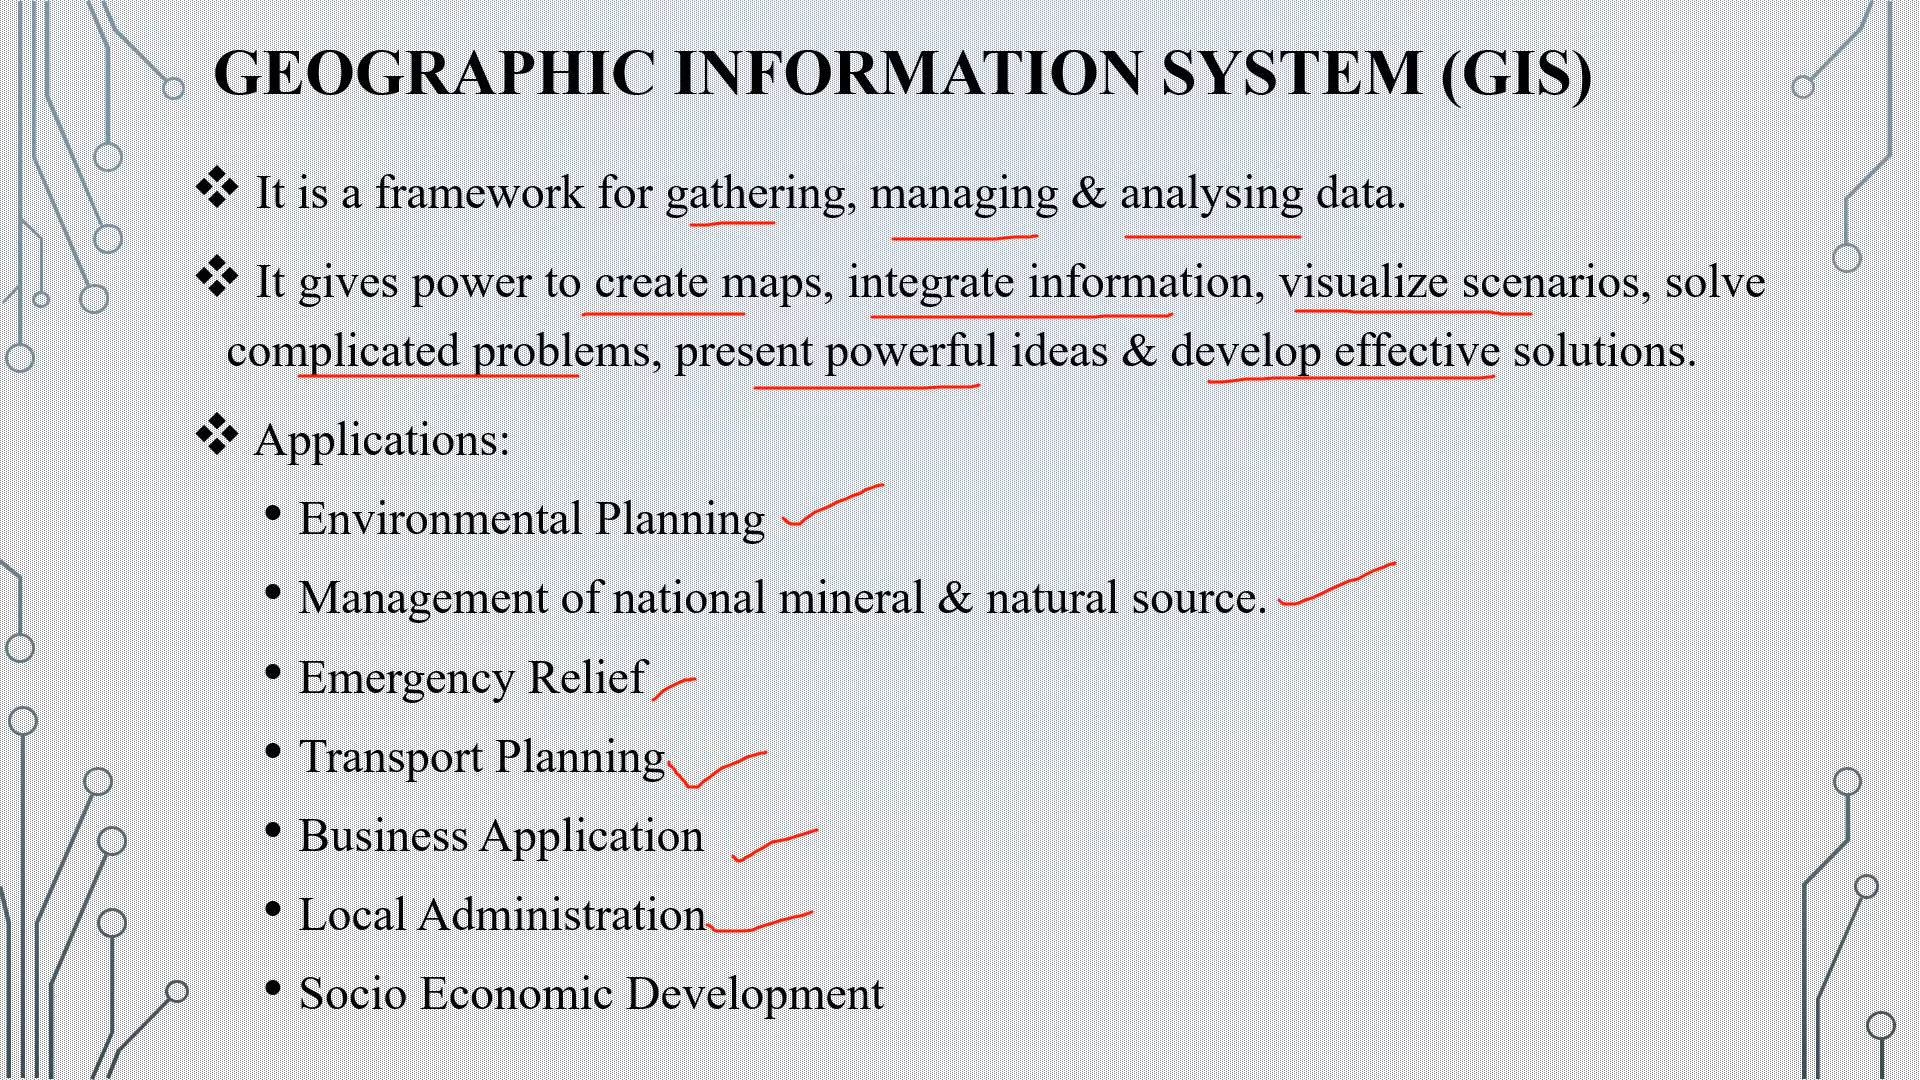 GEOGRAPHIC INFORMATION SYSTEM (GIS)
❖ It is a framework for gathering, managing & analysing data.
❖ It gives power to create maps, integrate information, visualize scenarios, solve
complicated problems, present powerful ideas & develop effective solutions.
❖ Applications:
• Environmental Planning
• Management of national mineral & natural source.
• Emergency Relief
• Transport Planning
• Business Application
• Local Administration
• Socio Economic Development